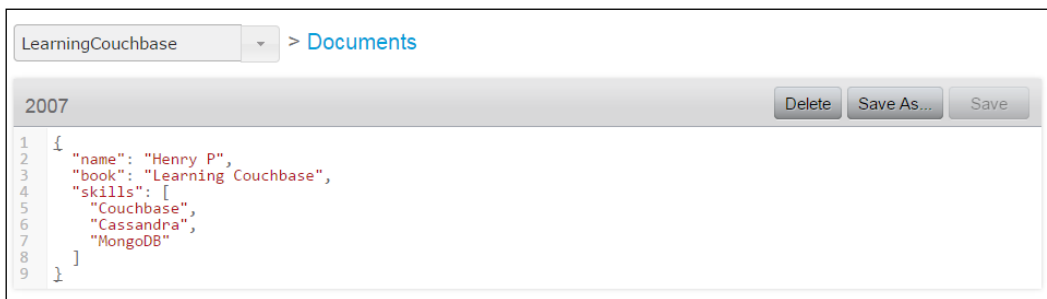 LearningCouchbase > Documents
2007 Delete Save As... Save
1 {
2 "name": "Henry P",
3 "book": "Learning Couchbase",
4 "skills": [
5 "Couchbase",
6 "Cassandra",
7 "MongoDB"
8 ]
9 }